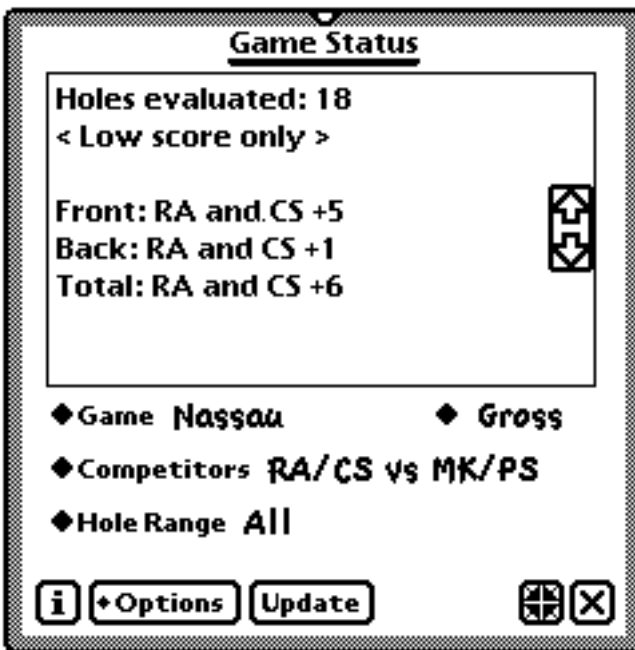 Game Status
Holes evaluated: 18
< Low score only >
Front: RA and CS +5
Back: RA and CS +1
Total: RA and CS +6
◆Game Nassau ◆ Gross
◆Competitors RA/CS vs MK/PS
◆Hole Range All
i ◆Options Update X